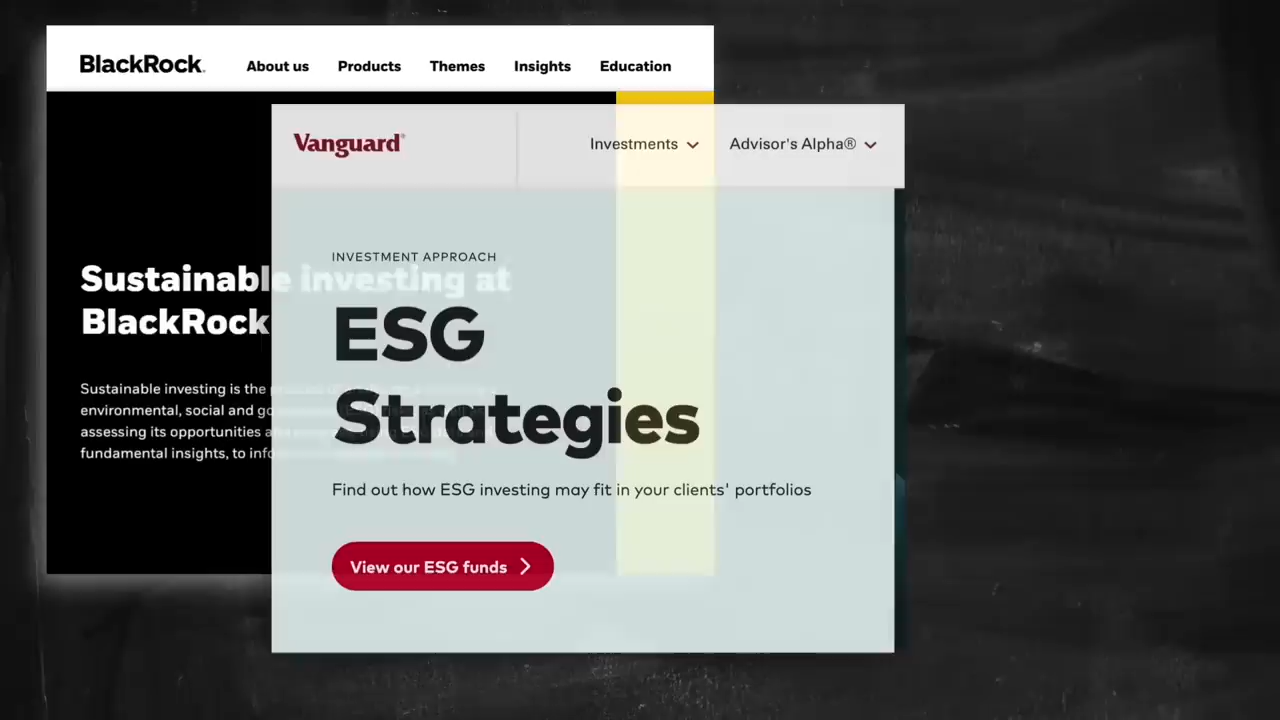 BlackRock.
About us Products Themes Insights Education
Vanguard®
Investments Advisor's Alpha®
Sustainable investing at
BlackRock
Sustainable investing is the
environmental, social and
assessing its opportunities
fundamental insights, to
INVESTMENT APPROACH
ESG
Strategies
Find out how ESG investing may fit in your clients' portfolios
View our ESG funds